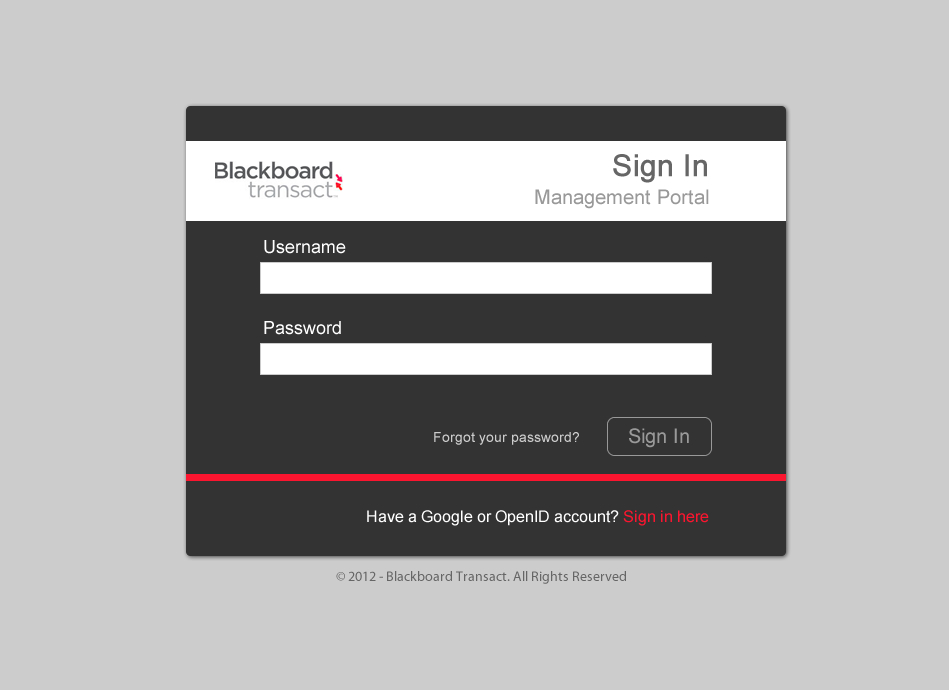 Blackboard
transact™
Sign In
Management Portal
Username
Password
Forgot your password?
Sign In
Have a Google or OpenID account? Sign in here
© 2012 - Blackboard Transact. All Rights Reserved